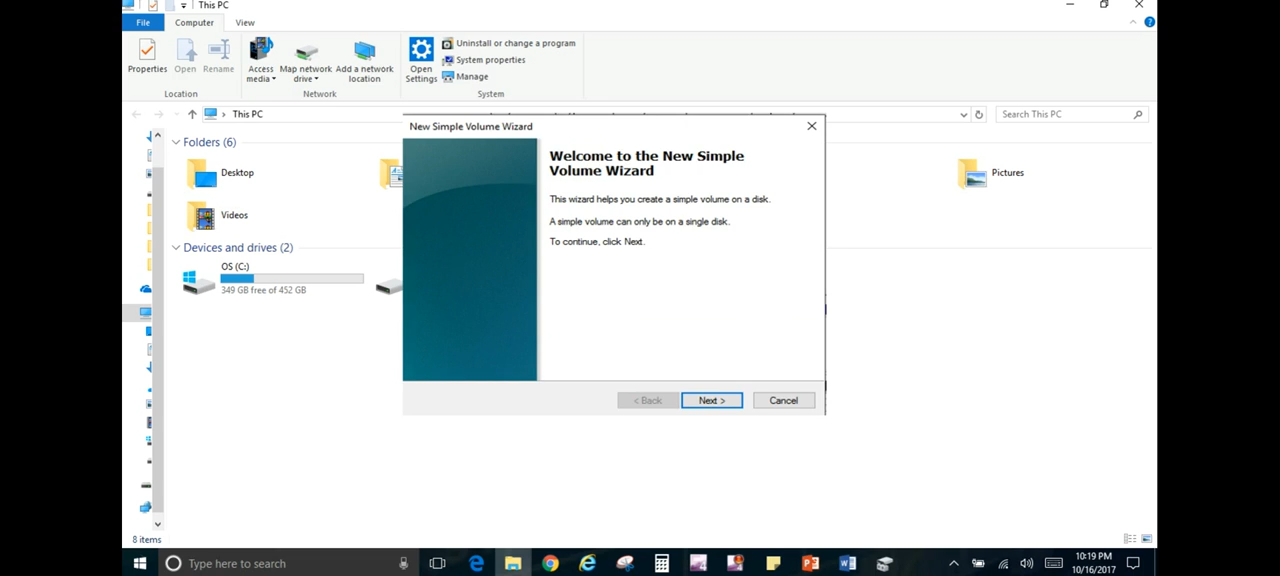 This PC
File Computer View
Properties Open Rename Access media Map network drive Add a network location Open Settings
Uninstall or change a program
System properties
Manage
Location Network System
This PC
Search This PC
New Simple Volume Wizard
Welcome to the New Simple
Volume Wizard
This wizard helps you create a simple volume on a disk.
A simple volume can only be on a single disk.
To continue, click Next.
< Back Next > Cancel
Folders (6)
Desktop
Pictures
Videos
Devices and drives (2)
OS (C:)
349 GB free of 452 GB
8 items
Type here to search
10:19 PM
10/16/2017